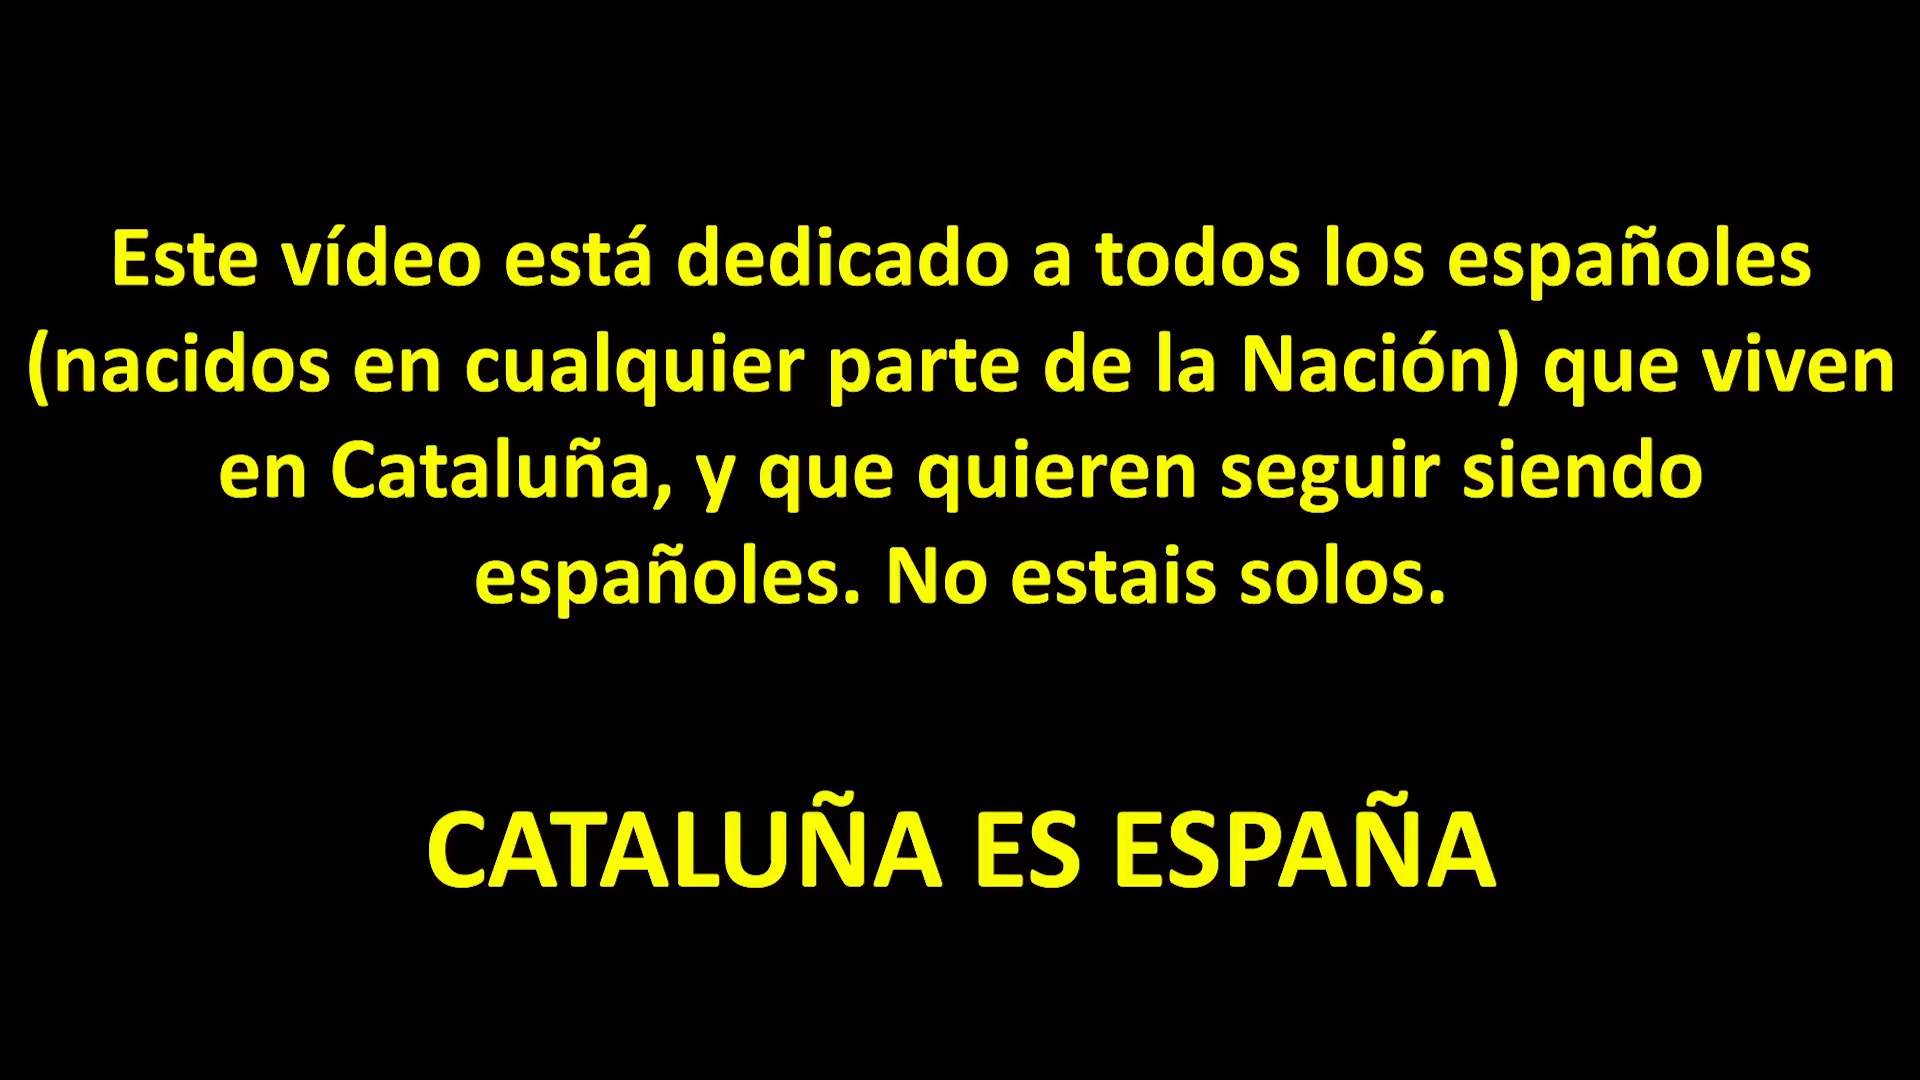 Este vídeo está dedicado a todos los españoles
(nacidos en cualquier parte de la Nación) que viven
en Cataluña, y que quieren seguir siendo
españoles. No estais solos.
CATALUÑA ES ESPAÑA